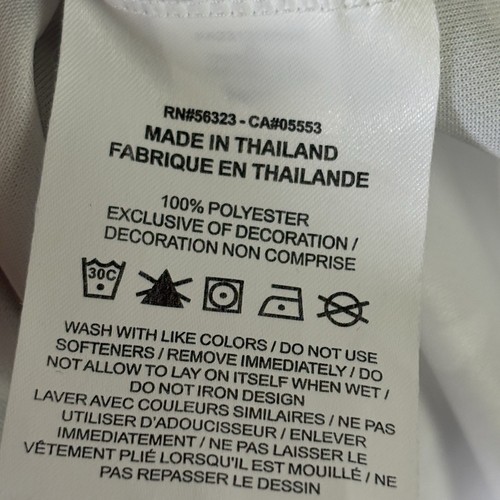 RN#56323 - CA#05553
MADE IN THAILAND
FABRIQUE EN THAILANDE
100% POLYESTER
EXCLUSIVE OF DECORATION /
DECORATION NON COMPRISE
30C
WASH WITH LIKE COLORS / DO NOT USE
SOFTENERS / REMOVE IMMEDIATELY / DO
NOT ALLOW TO LAY ON ITSELF WHEN WET /
DO NOT IRON DESIGN
LAVER AVEC COULEURS SIMILAIRES / NE PAS
UTILISER D'ADOUCISSEUR / ENLEVER
IMMEDIATEMENT / NE PAS LAISSER LE
VÊTEMENT PLIÉ LORSQU'IL EST MOUILLÉ / NE
PAS REPASSER LE DESSIN